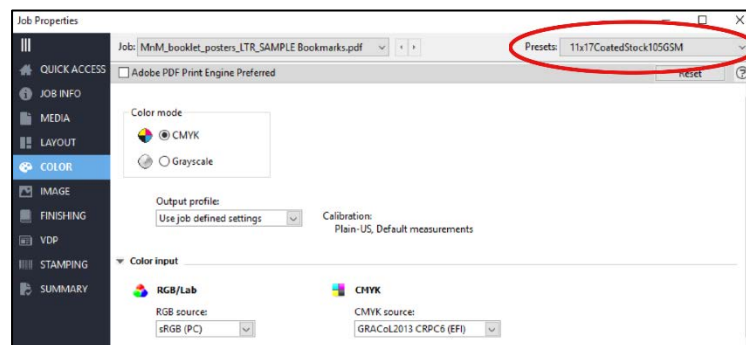 Job Properties
Job: MnM_booklet_posters_LTR_SAMPLE Bookmarks.pdf
Presets: 11x17CoatedStock105GSM
QUICK ACCESS
Adobe PDF Print Engine Preferred
Reset
JOB INFO
MEDIA
Color mode
LAYOUT
CMYK
COLOR
Grayscale
IMAGE
Output profile:
FINISHING
Use job defined settings
Calibration:
Plain-US, Default measurements
VDP
STAMPING
Color input
SUMMARY
RGB/Lab
CMYK
RGB source:
CMYK source:
sRGB (PC)
GRACoL2013 CRPC6 (EFI)